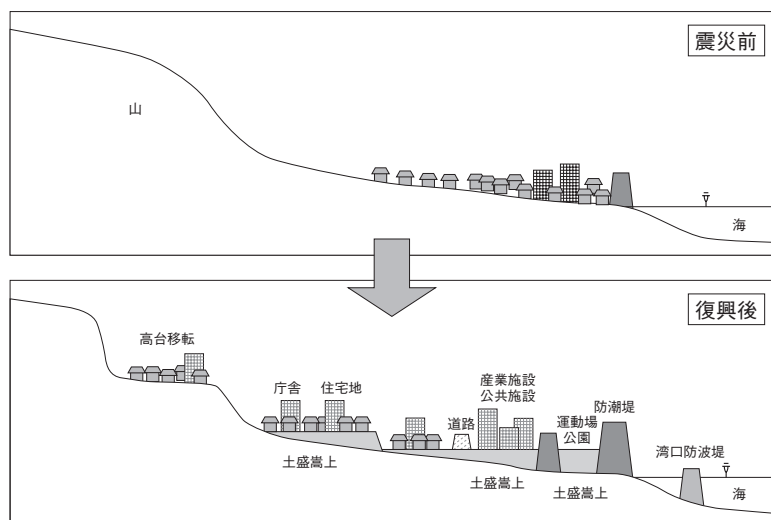 震災前
山
海
復興後
高台移転
庁舎
住宅地
産業施設
公共施設
道路
運動場
公園
防潮堤
湾口防波堤
土盛嵩上
土盛嵩上
土盛嵩上
海